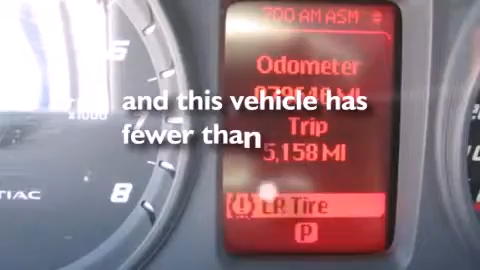 700 AM ASM
Odometer
and this vehicle has
x1000
Trip
fewer than
5,158 MI
TIAC
8
LR Tire
P